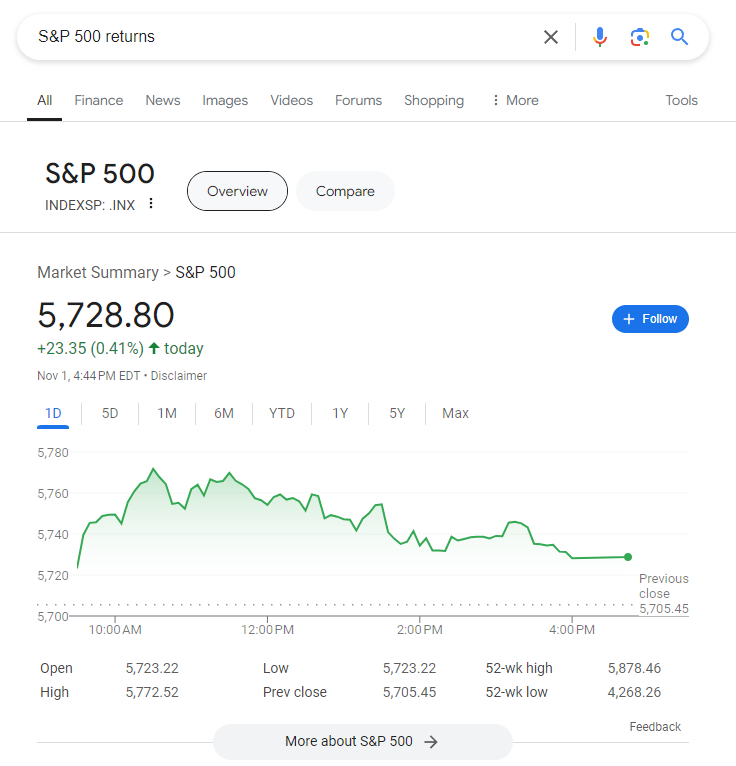 S&P 500 returns
All Finance News Images Videos Forums Shopping ⋮ More Tools
S&P 500
INDEXSP: .INX ⋮
Overview Compare
Market Summary > S&P 500
5,728.80
+ Follow
+23.35 (0.41%) ↑ today
Nov 1, 4:44 PM EDT • Disclaimer
1D 5D 1M 6M YTD 1Y 5Y Max
5,780
5,760
5,740
5,720
5,700
Previous
close
5,705.45
10:00 AM 12:00 PM 2:00 PM 4:00 PM
Open 5,723.22 Low 5,723.22 52-wk high 5,878.46
High 5,772.52 Prev close 5,705.45 52-wk low 4,268.26
Feedback
More about S&P 500 →